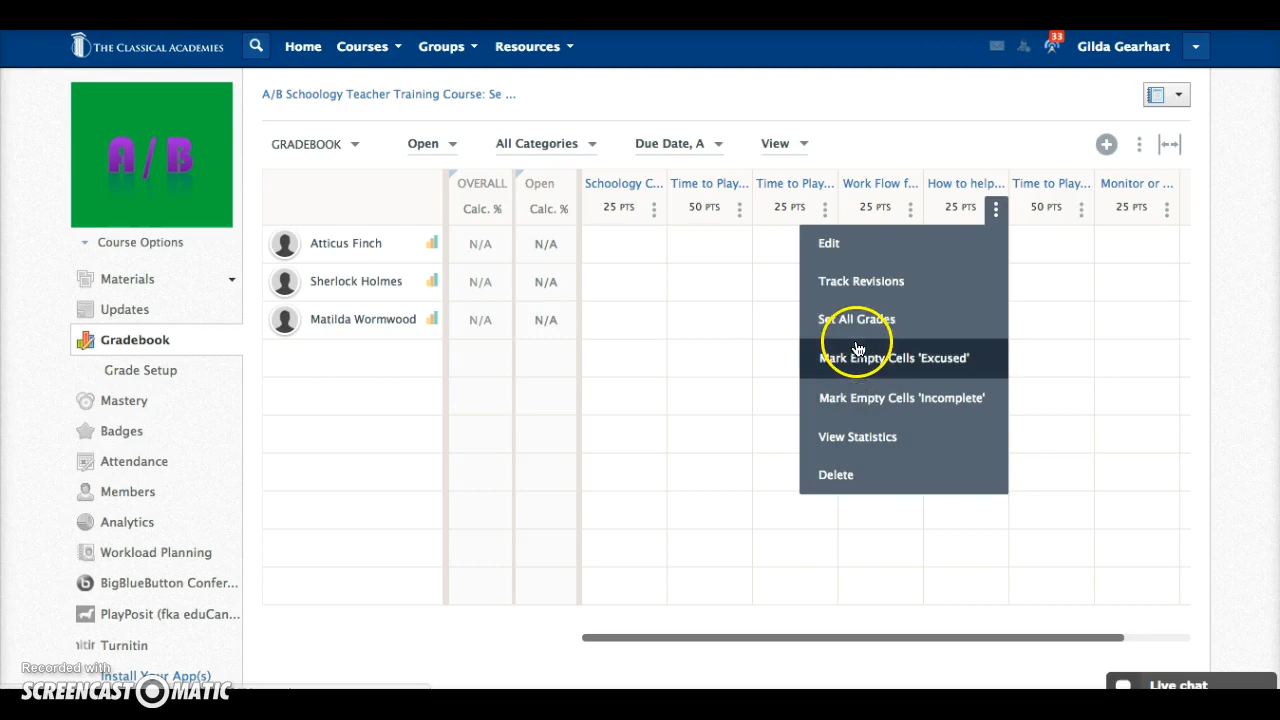 THE CLASSICAL ACADEMIES
Home Courses Groups Resources
33
Gilda Gearhart
A/B
A/B Schoology Teacher Training Course: Se ...
GRADEBOOK Open All Categories Due Date, A View
OVERALL Open Schoology C... Time to Play... Time to Play... Work Flow f... How to help... Time to Play... Monitor or ...
Calc. % Calc. % 25 PTS 50 PTS 25 PTS 25 PTS 25 PTS 50 PTS 25 PTS
Atticus Finch N/A N/A
Sherlock Holmes N/A N/A
Matilda Wormwood N/A N/A
Edit
Track Revisions
Set All Grades
Mark Empty Cells 'Excused'
Mark Empty Cells 'Incomplete'
View Statistics
Delete
Course Options
Materials
Updates
Gradebook
Grade Setup
Mastery
Badges
Attendance
Members
Analytics
Workload Planning
BigBlueButton Confer...
PlayPosit (fka eduCan...
Turnitin
Install Your App(s)
Recorded with
SCREENCAST MATIC
Live chat